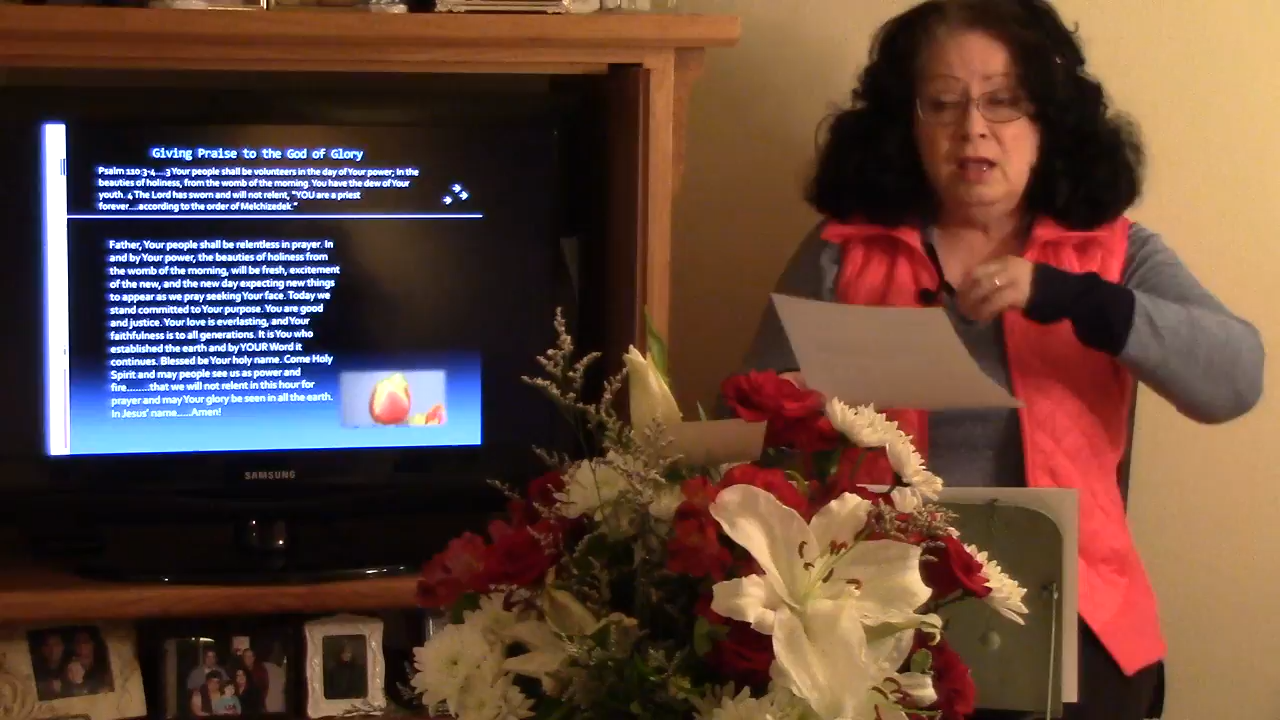 Giving Praise to the God of Glory
Psalm 110:3-4....3 Your people shall be volunteers in the day of Your power; In the
beauties of holiness, from the womb of the morning. You have the dew of Your
youth. 4 The Lord has sworn and will not relent, "YOU are a priest
forever....according to the order of Melchizedek."
Father, Your people shall be relentless in prayer. In
and by Your power, the beauties of holiness from
the womb of the morning, will be fresh, excitement
of the new, and the new day expecting new things
to appear as we pray seeking Your face. Today we
stand committed to Your purpose. You are good
and justice. Your love is everlasting, and Your
faithfulness is to all generations. It is You who
established the earth and by YOUR Word it
continues. Blessed be Your holy name. Come Holy
Spirit and may people see us as power and
fire........that we will not relent in this hour for
prayer and may Your glory be seen in all the earth.
In Jesus' name.....Amen!
SAMSUNG